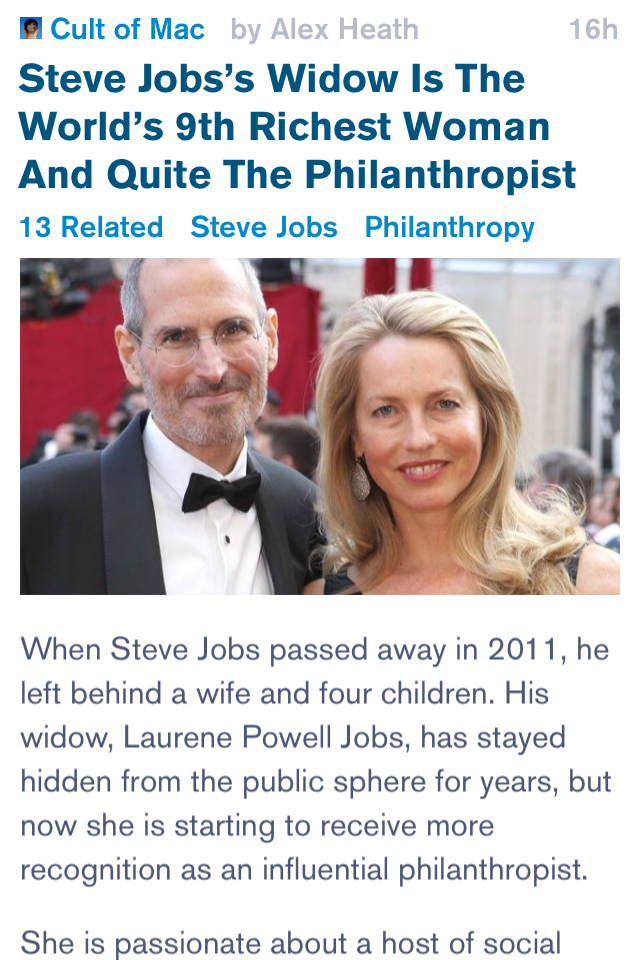 Cult of Mac by Alex Heath 16h
Steve Jobs’s Widow Is The
World’s 9th Richest Woman
And Quite The Philanthropist
13 Related Steve Jobs Philanthropy
When Steve Jobs passed away in 2011, he
left behind a wife and four children. His
widow, Laurene Powell Jobs, has stayed
hidden from the public sphere for years, but
now she is starting to receive more
recognition as an influential philanthropist.
She is passionate about a host of social